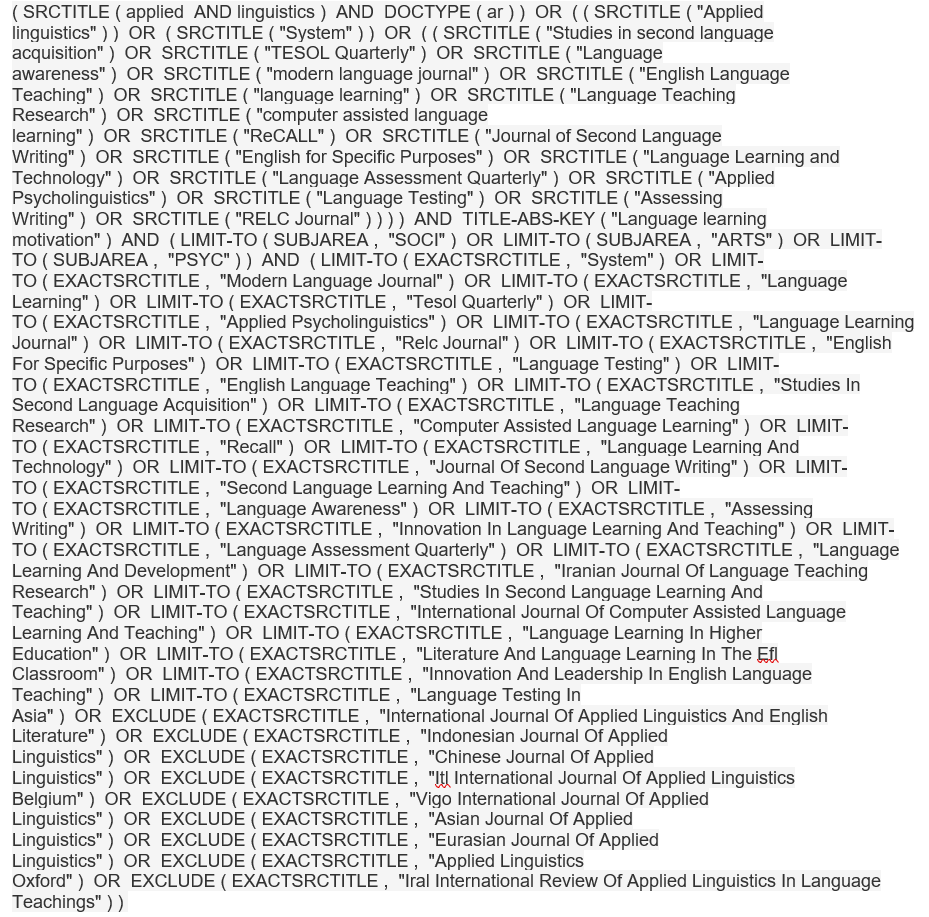 ( SRCTITLE ( applied  AND linguistics )  AND  DOCTYPE ( ar ) )  OR  ( ( SRCTITLE ( "Applied
linguistics" ) )  OR  ( SRCTITLE ( "System" ) )  OR  ( ( SRCTITLE ( "Studies in second language
acquisition" )  OR  SRCTITLE ( "TESOL Quarterly" )  OR  SRCTITLE ( "Language
awareness" )  OR  SRCTITLE ( "modern language journal" )  OR  SRCTITLE ( "English Language
Teaching" )  OR  SRCTITLE ( "language learning" )  OR  SRCTITLE ( "Language Teaching
Research" )  OR  SRCTITLE ( "computer assisted language
learning" )  OR  SRCTITLE ( "ReCALL" )  OR  SRCTITLE ( "Journal of Second Language
Writing" )  OR  SRCTITLE ( "English for Specific Purposes" )  OR  SRCTITLE ( "Language Learning and
Technology" )  OR  SRCTITLE ( "Language Assessment Quarterly" )  OR  SRCTITLE ( "Applied
Psycholinguistics" )  OR  SRCTITLE ( "Language Testing" )  OR  SRCTITLE ( "Assessing
Writing" )  OR  SRCTITLE ( "RELC Journal" ) ) ) )  AND  TITLE-ABS-KEY ( "Language learning
motivation" )  AND  ( LIMIT-TO ( SUBJAREA ,  "SOCI" )  OR  LIMIT-TO ( SUBJAREA ,  "ARTS" )  OR  LIMIT-
TO ( SUBJAREA ,  "PSYC" ) )  AND  ( LIMIT-TO ( EXACTSRCTITLE ,  "System" )  OR  LIMIT-
TO ( EXACTSRCTITLE ,  "Modern Language Journal" )  OR  LIMIT-TO ( EXACTSRCTITLE ,  "Language
Learning" )  OR  LIMIT-TO ( EXACTSRCTITLE ,  "Tesol Quarterly" )  OR  LIMIT-
TO ( EXACTSRCTITLE ,  "Applied Psycholinguistics" )  OR  LIMIT-TO ( EXACTSRCTITLE ,  "Language Learning
Journal" )  OR  LIMIT-TO ( EXACTSRCTITLE ,  "Relc Journal" )  OR  LIMIT-TO ( EXACTSRCTITLE ,  "English
For Specific Purposes" )  OR  LIMIT-TO ( EXACTSRCTITLE ,  "Language Testing" )  OR  LIMIT-
TO ( EXACTSRCTITLE ,  "English Language Teaching" )  OR  LIMIT-TO ( EXACTSRCTITLE ,  "Studies In
Second Language Acquisition" )  OR  LIMIT-TO ( EXACTSRCTITLE ,  "Language Teaching
Research" )  OR  LIMIT-TO ( EXACTSRCTITLE ,  "Computer Assisted Language Learning" )  OR  LIMIT-
TO ( EXACTSRCTITLE ,  "Recall" )  OR  LIMIT-TO ( EXACTSRCTITLE ,  "Language Learning And
Technology" )  OR  LIMIT-TO ( EXACTSRCTITLE ,  "Journal Of Second Language Writing" )  OR  LIMIT-
TO ( EXACTSRCTITLE ,  "Second Language Learning And Teaching" )  OR  LIMIT-
TO ( EXACTSRCTITLE ,  "Language Awareness" )  OR  LIMIT-TO ( EXACTSRCTITLE ,  "Assessing
Writing" )  OR  LIMIT-TO ( EXACTSRCTITLE ,  "Innovation In Language Learning And Teaching" )  OR  LIMIT-
TO ( EXACTSRCTITLE ,  "Language Assessment Quarterly" )  OR  LIMIT-TO ( EXACTSRCTITLE ,  "Language
Learning And Development" )  OR  LIMIT-TO ( EXACTSRCTITLE ,  "Iranian Journal Of Language Teaching
Research" )  OR  LIMIT-TO ( EXACTSRCTITLE ,  "Studies In Second Language Learning And
Teaching" )  OR  LIMIT-TO ( EXACTSRCTITLE ,  "International Journal Of Computer Assisted Language
Learning And Teaching" )  OR  LIMIT-TO ( EXACTSRCTITLE ,  "Language Learning In Higher
Education" )  OR  LIMIT-TO ( EXACTSRCTITLE ,  "Literature And Language Learning In The Efl
Classroom" )  OR  LIMIT-TO ( EXACTSRCTITLE ,  "Innovation And Leadership In English Language
Teaching" )  OR  LIMIT-TO ( EXACTSRCTITLE ,  "Language Testing In
Asia" )  OR  EXCLUDE ( EXACTSRCTITLE ,  "International Journal Of Applied Linguistics And English
Literature" )  OR  EXCLUDE ( EXACTSRCTITLE ,  "Indonesian Journal Of Applied
Linguistics" )  OR  EXCLUDE ( EXACTSRCTITLE ,  "Chinese Journal Of Applied
Linguistics" )  OR  EXCLUDE ( EXACTSRCTITLE ,  "Itl International Journal Of Applied Linguistics
Belgium" )  OR  EXCLUDE ( EXACTSRCTITLE ,  "Vigo International Journal Of Applied
Linguistics" )  OR  EXCLUDE ( EXACTSRCTITLE ,  "Asian Journal Of Applied
Linguistics" )  OR  EXCLUDE ( EXACTSRCTITLE ,  "Eurasian Journal Of Applied
Linguistics" )  OR  EXCLUDE ( EXACTSRCTITLE ,  "Applied Linguistics
Oxford" )  OR  EXCLUDE ( EXACTSRCTITLE ,  "Iral International Review Of Applied Linguistics In Language
Teachings" ) )